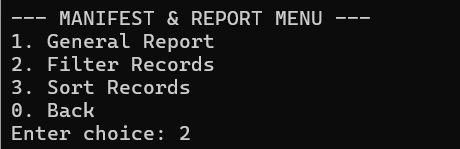 --- MANIFEST & REPORT MENU ---
1. General Report
2. Filter Records
3. Sort Records
0. Back
Enter choice: 2